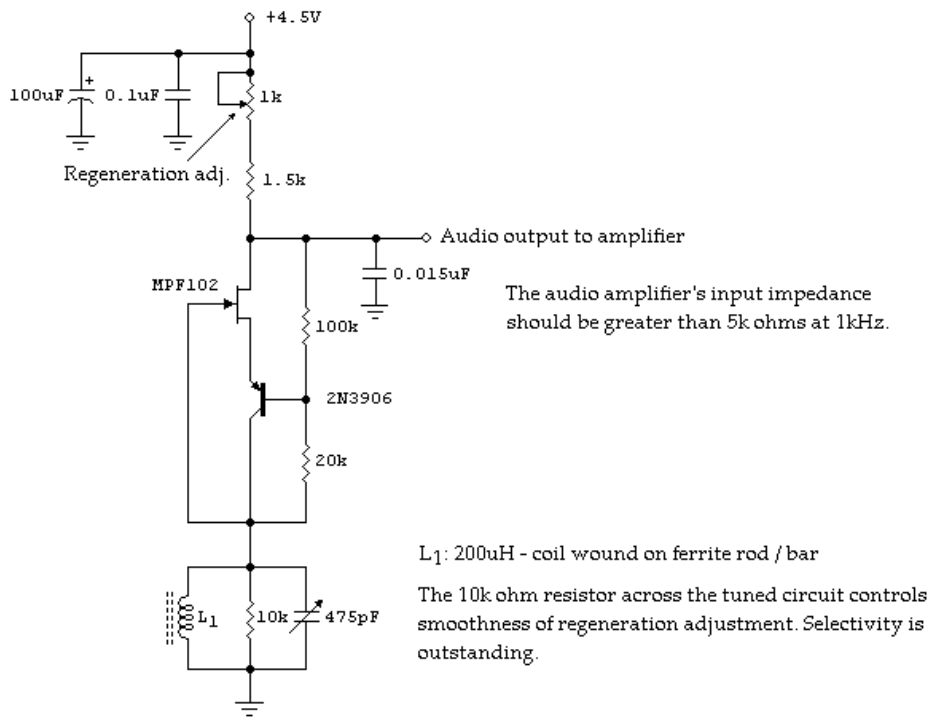 +4.5V
100uF
+
0.1uF
1k
Regeneration adj.
1.5k
Audio output to amplifier
MPF102
0.015uF
The audio amplifier's input impedance
should be greater than 5k ohms at 1kHz.
100k
2N3906
20k
L1: 200uH - coil wound on ferrite rod / bar
The 10k ohm resistor across the tuned circuit controls
smoothness of regeneration adjustment. Selectivity is
outstanding.
L1
10k
475pF